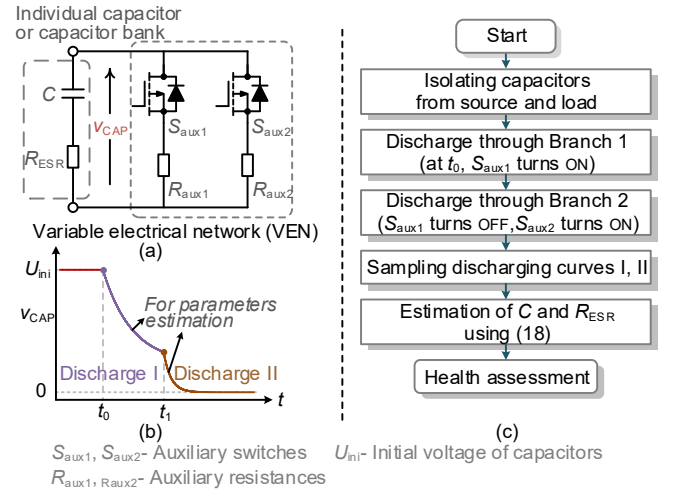 Individual capacitor
or capacitor bank
C
vCAP
RESR
Saux1
Saux2
Raux1
Raux2
Variable electrical network (VEN)
(a)
Uini
vCAP
For parameters
estimation
Discharge I
Discharge II
0
t0
t1
t
(b)
Start
Isolating capacitors
from source and load
Discharge through Branch 1
(at t0, Saux1 turns ON)
Discharge through Branch 2
(Saux1 turns OFF,Saux2 turns ON)
Sampling discharging curves I, II
Estimation of C and RESR
using (18)
Health assessment
(c)
Saux1, Saux2- Auxiliary switches
Uini- Initial voltage of capacitors
Raux1, Raux2- Auxiliary resistances